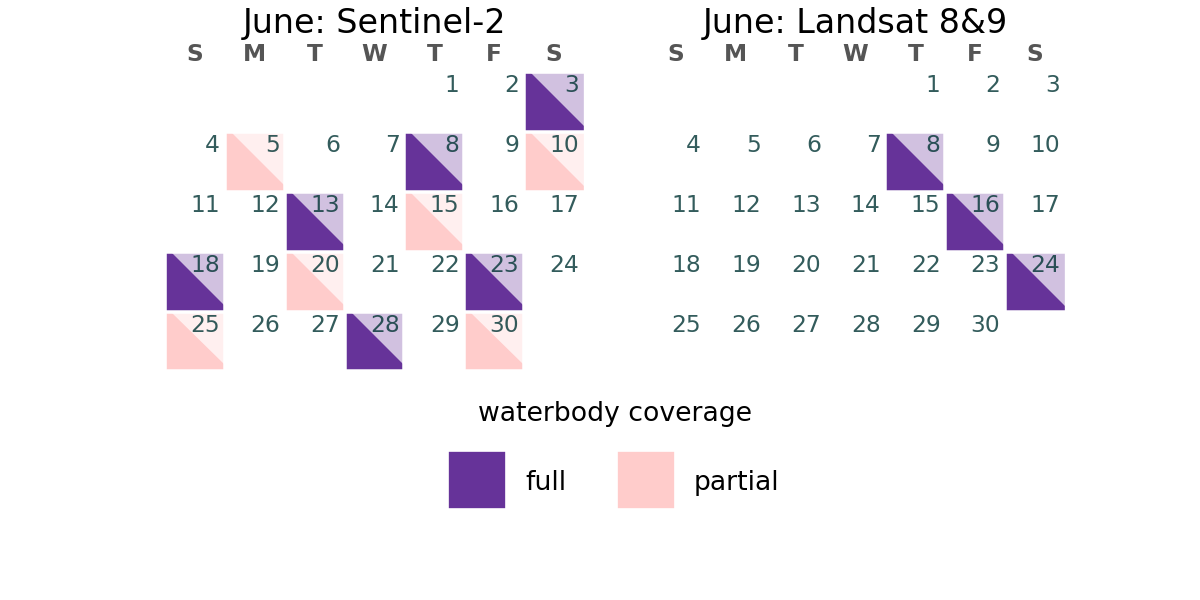 June: Sentinel-2
S M T W T F S
1 2 3
4 5 6 7 8 9 10
11 12 13 14 15 16 17
18 19 20 21 22 23 24
25 26 27 28 29 30
June: Landsat 8&9
S M T W T F S
1 2 3
4 5 6 7 8 9 10
11 12 13 14 15 16 17
18 19 20 21 22 23 24
25 26 27 28 29 30
waterbody coverage
full
partial